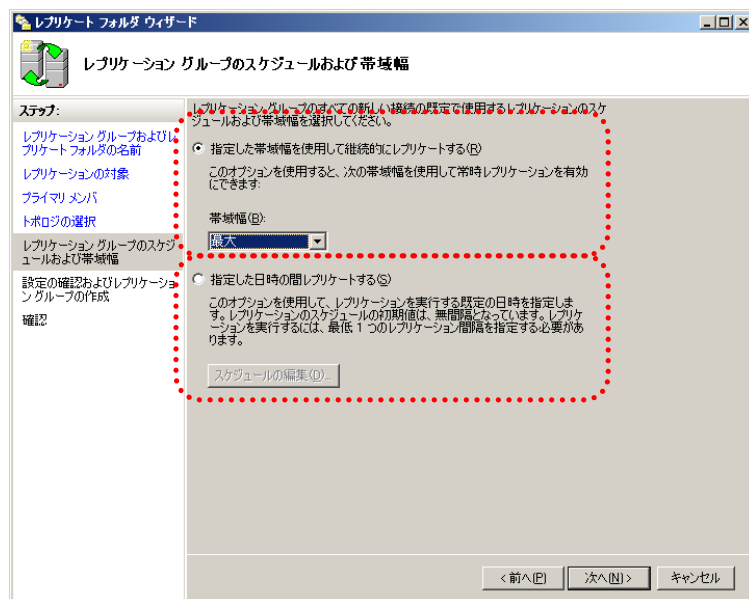 レプリケート フォルダ ウィザード
レプリケーション グループのスケジュールおよび帯域幅
ステップ:
レプリケーション グループおよびレ
プリケート フォルダの名前
レプリケーションの対象
プライマリ メンバ
トポロジの選択
レプリケーション グループのスケジ
ュールおよび帯域幅
設定の確認およびレプリケーショ
ン グループの作成
確認
レプリケーション グループのすべての新しい接続の既定で使用するレプリケーションのスケ
ジュールおよび帯域幅を選択してください。
指定した帯域幅を使用して継続的にレプリケートする(R)
このオプションを使用すると、次の帯域幅を使用して常時レプリケーションを有効
にできます:
帯域幅(B):
最大
指定した日時の間レプリケートする(S)
このオプションを使用して、レプリケーションを実行する既定の日時を指定しま
す。レプリケーションのスケジュールの初期値は、無間隔となっています。レプリケ
ーションを実行するには、最低 1 つのレプリケーション間隔を指定する必要があ
ります。
スケジュールの編集(D)...
< 前へ(P)
次へ(N) >
キャンセル